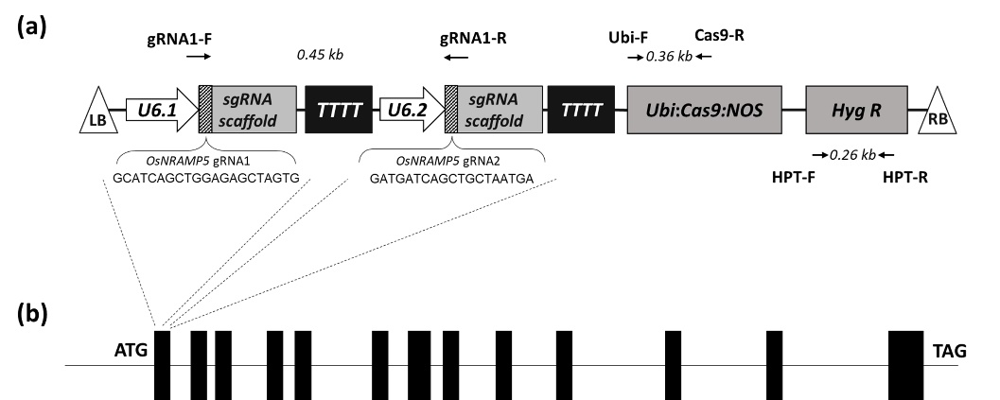 (a)
gRNA1-F
0.45 kb
gRNA1-R
Ubi-F
0.36 kb
Cas9-R
LB
U6.1
sgRNA
scaffold
TTTT
U6.2
sgRNA
scaffold
TTTT
Ubi:Cas9:NOS
Hyg R
RB
OsNRAMP5 gRNA1
GCATCAGCTGGAGAGCTAGTG
OsNRAMP5 gRNA2
GATGATCAGCTGCTAATGA
0.26 kb
HPT-F
HPT-R
(b)
ATG
TAG